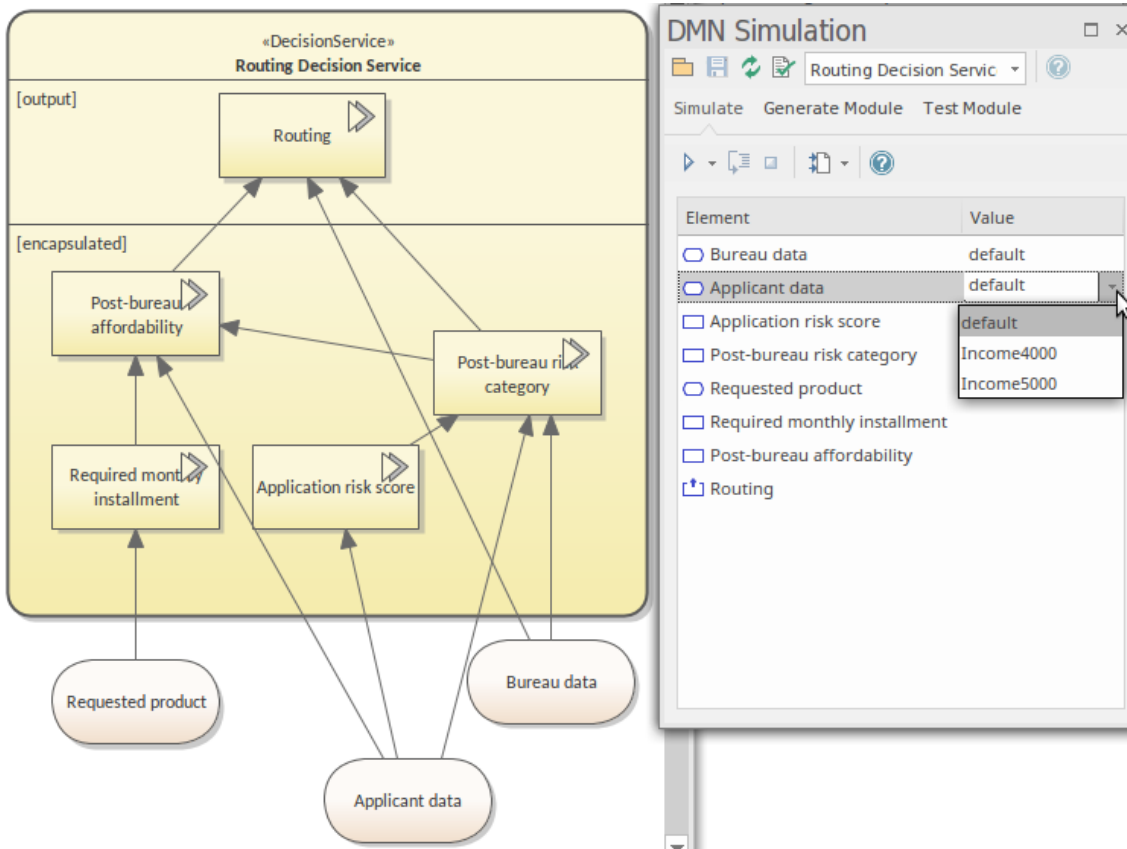 «DecisionService»
Routing Decision Service
[output]
Routing
[encapsulated]
Post-bureau
affordability
Post-bureau risk
category
Required monthly
installment
Application risk score
Requested product
Bureau data
Applicant data
DMN Simulation
Routing Decision Servic
Simulate Generate Module Test Module
Element Value
Bureau data default
Applicant data default
Application risk score default
Post-bureau risk category Income4000
Requested product Income5000
Required monthly installment
Post-bureau affordability
Routing